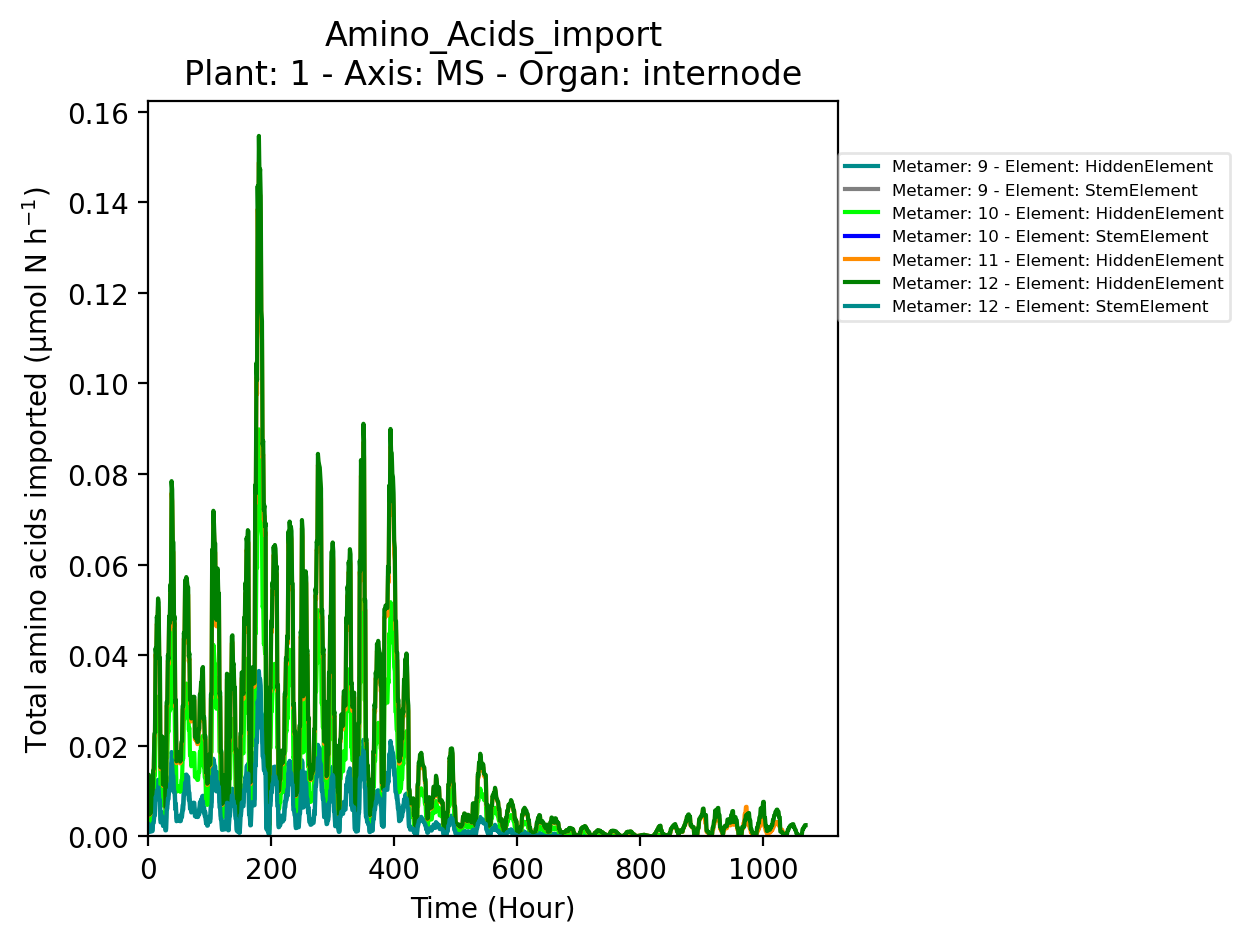 Amino_Acids_import
Plant: 1 - Axis: MS - Organ: internode
Total amino acids imported (µmol N h⁻¹)
0.16
0.14
0.12
0.10
0.08
0.06
0.04
0.02
0.00
0 200 400 600 800 1000
Time (Hour)
Metamer: 9 - Element: HiddenElement
Metamer: 9 - Element: StemElement
Metamer: 10 - Element: HiddenElement
Metamer: 10 - Element: StemElement
Metamer: 11 - Element: HiddenElement
Metamer: 12 - Element: HiddenElement
Metamer: 12 - Element: StemElement